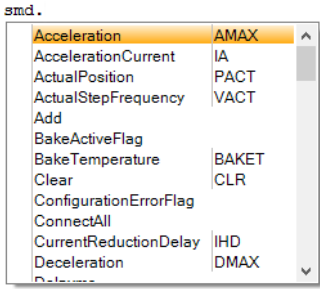 smd.
Acceleration AMAX
AccelerationCurrent IA
ActualPosition PACT
ActualStepFrequency VACT
Add
BakeActiveFlag
BakeTemperature BAKET
Clear CLR
ConfigurationErrorFlag
ConnectAll
CurrentReductionDelay IHD
Deceleration DMAX